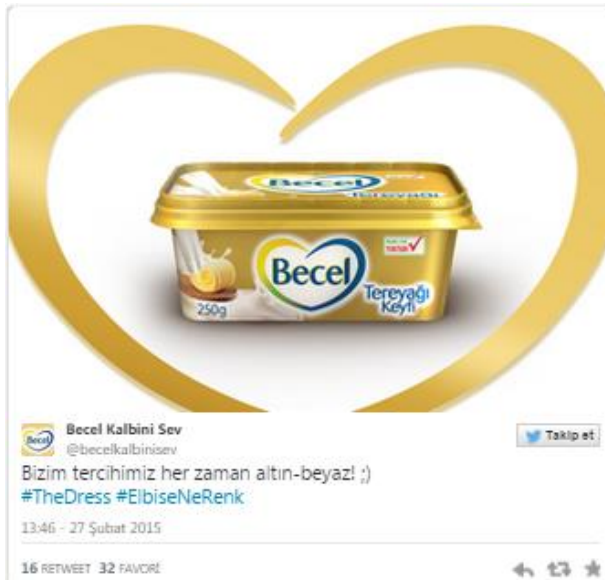 Becel
Tereyağı
Becel
Tereyağı
Keyfi
250g
Becel
Becel Kalbini Sev
@becelkalbinisev
Takip et
Bizim tercihimiz her zaman altın-beyaz! ;)
#TheDress #ElbiseNeRenk
13:46 - 27 Şubat 2015
16 RETWEET 32 FAVORİ